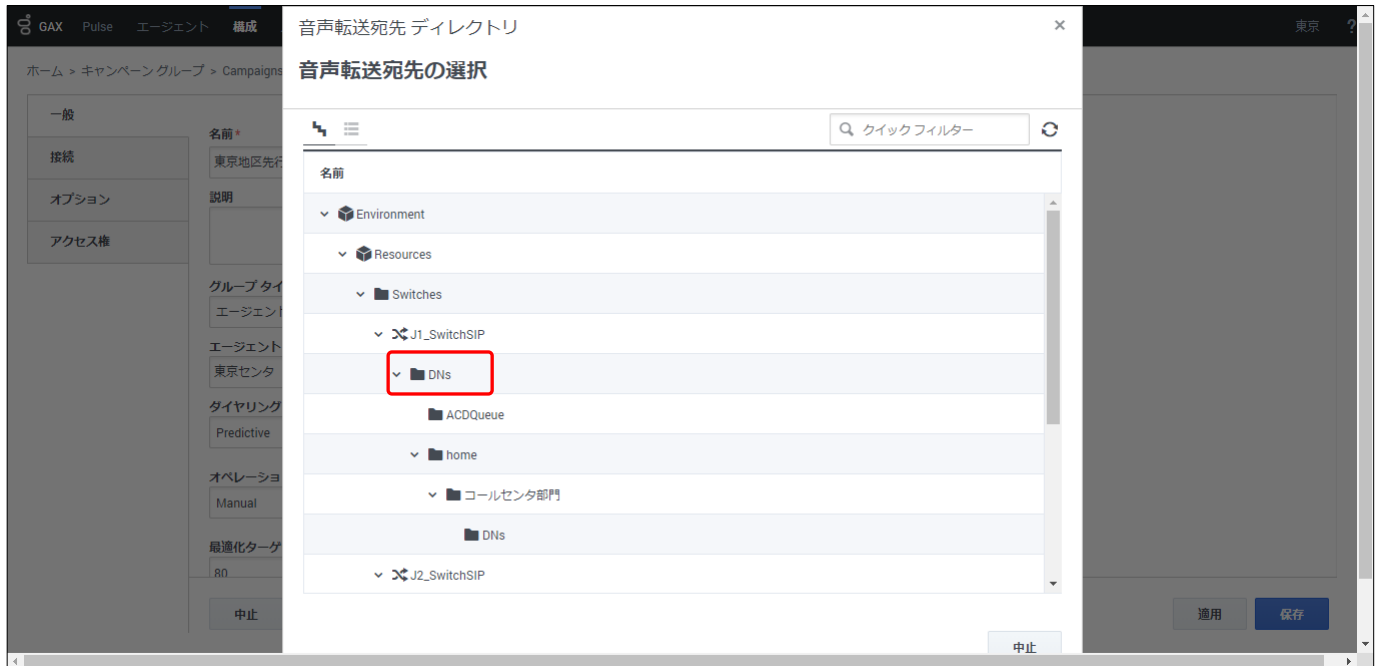 GAX Pulse エージェント 構成 東京 ?
音声転送宛先 ディレクトリ ×
ホーム > キャンペーン グループ > Campaigns
音声転送宛先の選択
一般
接続
オプション
アクセス権
名前*
東京地区先行
説明
グループ タイ
エージェント
エージェント
東京センタ
ダイヤリング
Predictive
オペレーショ
Manual
最適化ターゲ
80
クイック フィルター
名前
Environment
Resources
Switches
J1_SwitchSIP
DNs
ACDQueue
home
コールセンタ部門
DNs
J2_SwitchSIP
中止
中止
適用
保存